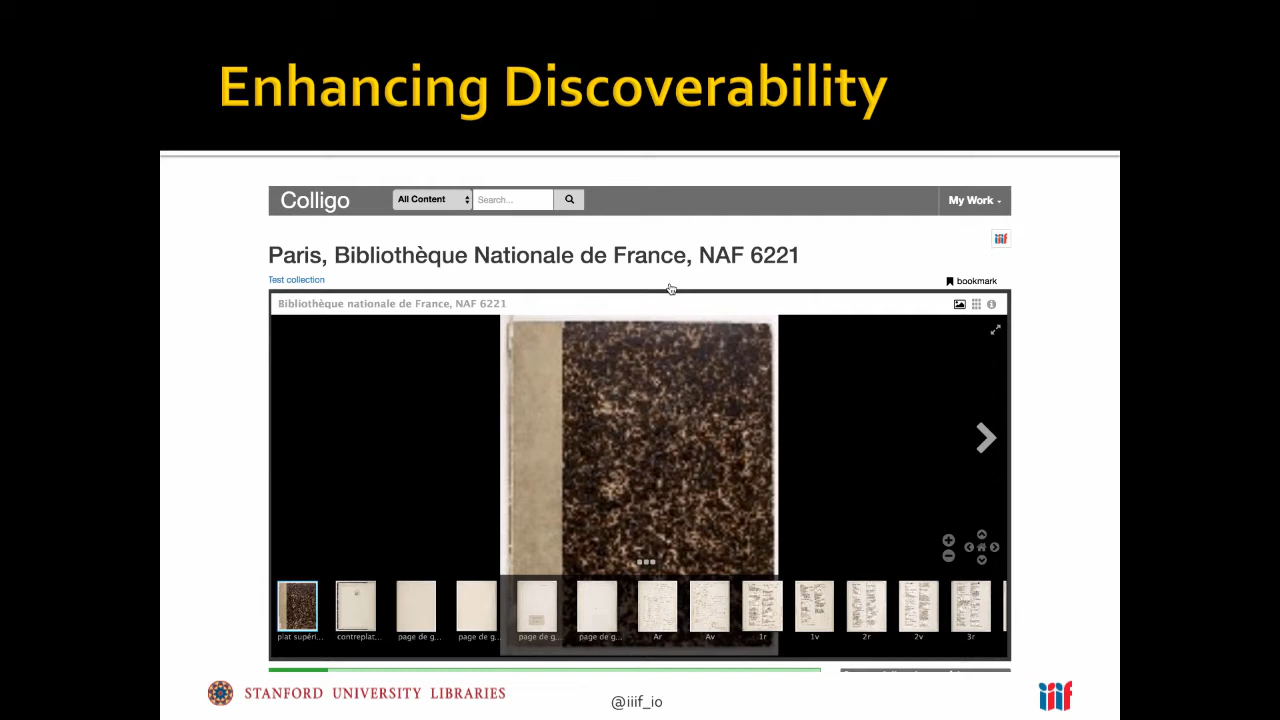 Enhancing Discoverability
Colligo
All Content
Search...
My Work
iiif
Paris, Bibliothèque Nationale de France, NAF 6221
Test collection
bookmark
Bibliothèque nationale de France, NAF 6221
plat supéri...
contreplat...
page de g...
page de g...
page de g...
page de g...
Ar
Av
1r
1v
2r
2v
3r
STANFORD UNIVERSITY LIBRARIES
@iiif_io
iiif